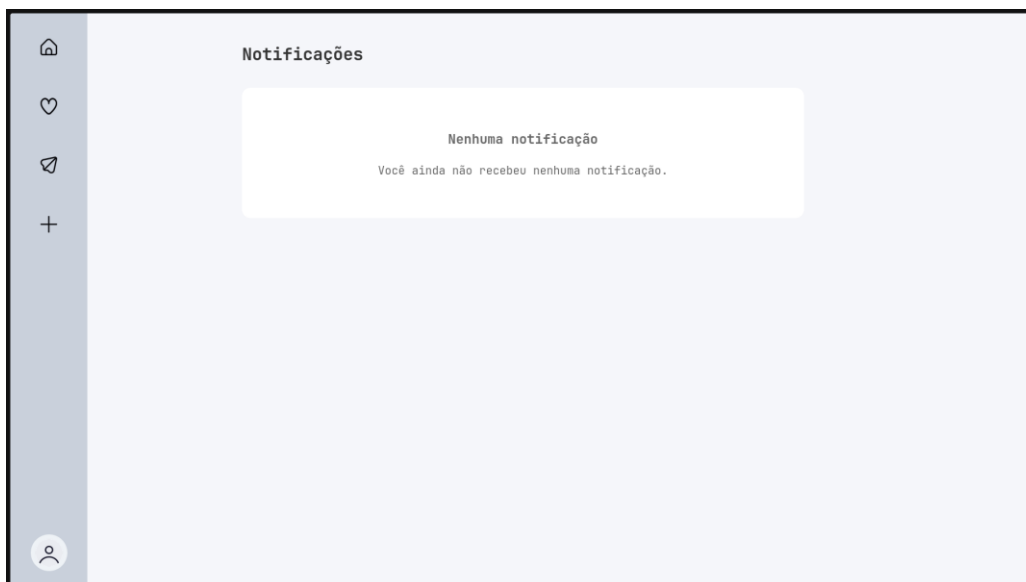 Notificações
Nenhuma notificação
Você ainda não recebeu nenhuma notificação.